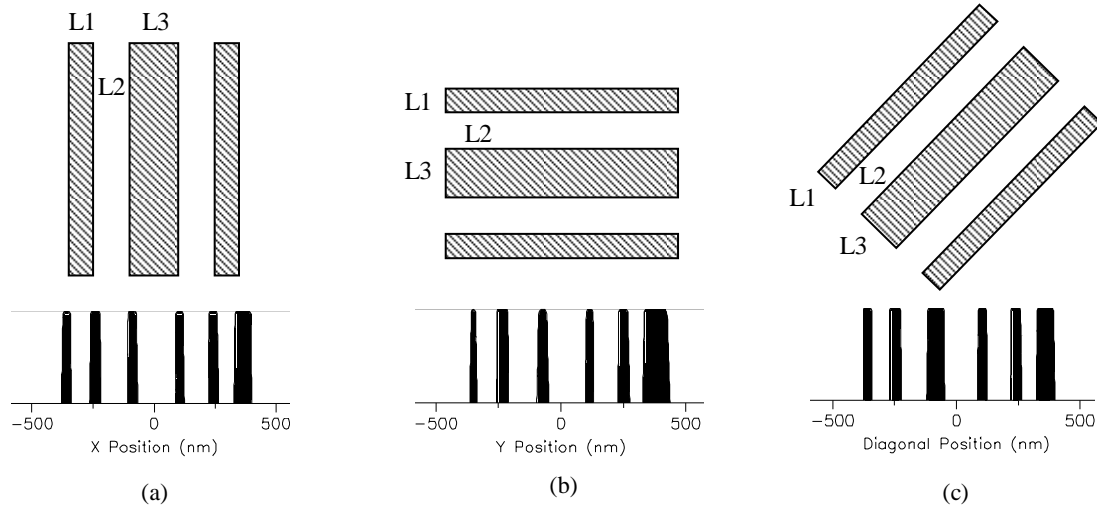 L1 L3
L2
−500 0 500
X Position (nm)
(a)
L1
L2
L3
−500 0 500
Y Position (nm)
(b)
L1
L2
L3
−500 0 500
Diagonal Position (nm)
(c)